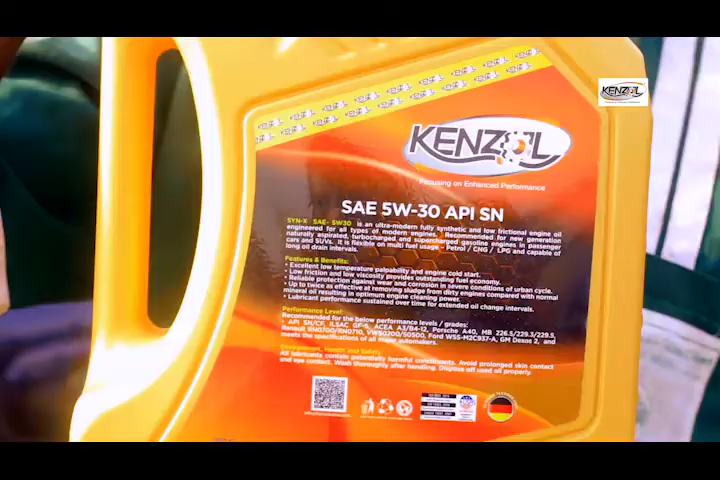 KENZOL
KENZOL
Focusing on Enhanced Performance
SAE 5W-30 API SN
SYN-X SAE- 5W30 is an ultra-modern fully synthetic and low frictional engine oil
engineered for all types of modern engines. Recommended for new generation
naturally aspirated, turbocharged and supercharged gasoline engines in passenger
cars and SUVs. It is flexible on multi fuel usage - Petrol / CNG / LPG and capable of
long oil drain intervals.
Features & Benefits:
• Excellent low temperature palpability and engine cold start.
• Low friction and low viscosity provides outstanding fuel economy.
• Reliable protection against wear and corrosion in severe conditions of urban cycle.
• Up to twice as effective at removing sludge from dirty engines compared with normal
mineral oil resulting in optimum engine cleaning power.
• Lubricant performance sustained over time for extended oil change intervals.
Performance Level:
Recommended for the below performance levels / grades:
• API SN/CF, ILSAC GF-5, ACEA A3/B4-12, Porsche A40, MB 226.5/229.3/229.5,
Renault RN0700/RN0710, VW50200/50500, Ford WSS-M2C937-A, GM Dexos 2, and
meets the specifications of all major automakers.
Environment, Health and Safety:
All lubricants contain potentially harmful constituents. Avoid prolonged skin contact
and eye contact. Wash thoroughly after handling. Dispose off used oil properly.